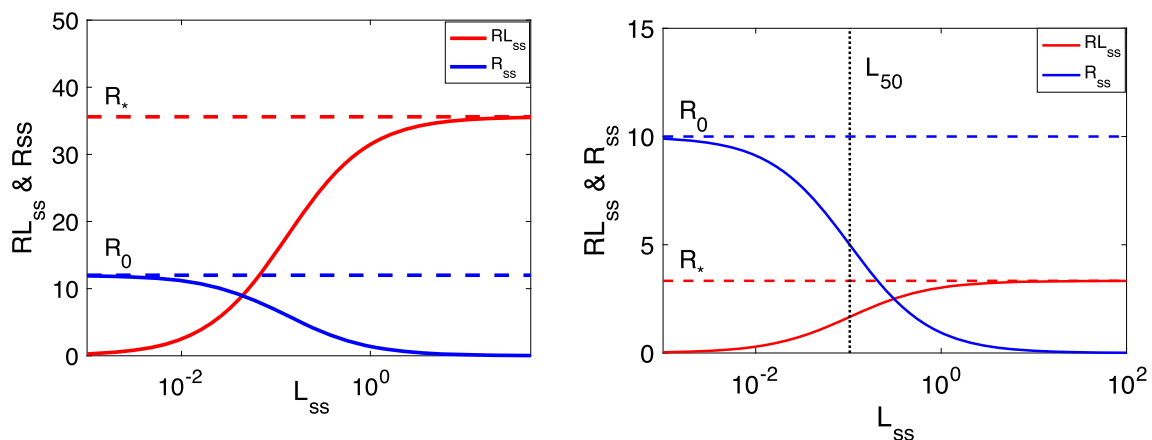 50
40
30
20
10
0
RL_ss & Rss
R_*
R_0
RL_ss
R_ss
10^-2
10^0
L_ss
15
10
5
0
RL_ss & R_ss
R_0
R_*
L_50
RL_ss
R_ss
10^-2
10^0
10^2
L_ss